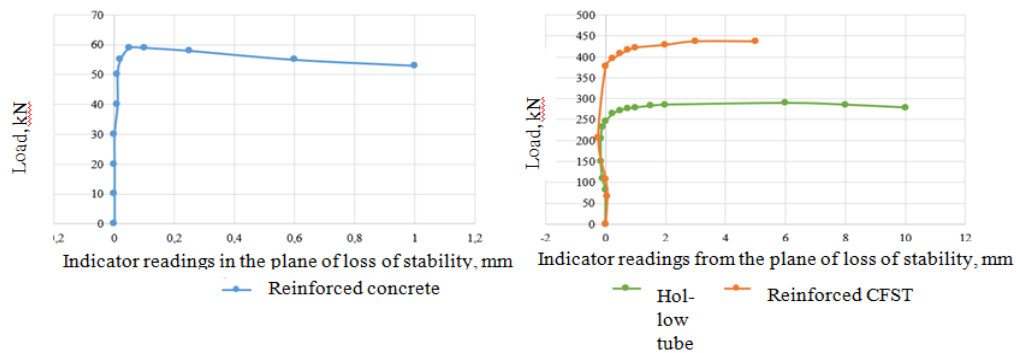 70
60
50
40
30
20
10
0
,2 0 0,2 0,4 0,6 0,8 1 1,2
Load, kN
Indicator readings in the plane of loss of stability, mm
Reinforced concrete
500
450
400
350
300
250
200
150
100
50
0
-2 0 2 4 6 8 10 12
Load, kN
Indicator readings from the plane of loss of stability, mm
Hol-
low
tube
Reinforced CFST